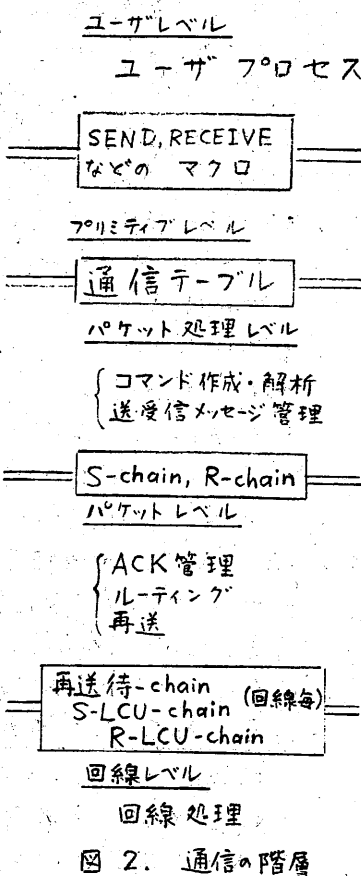 ユーザレベル
ユーザ プロセス
SEND, RECEIVE
などの マクロ
プリミティブレベル
通信テーブル
パケット処理レベル
コマンド作成・解析
送受信メッセージ管理
S-chain, R-chain
パケットレベル
ACK管理
ルーティング
再送
再送待-chain (回線毎)
S-LCU-chain
R-LCU-chain
回線レベル
回線処理
図 2. 通信の階層